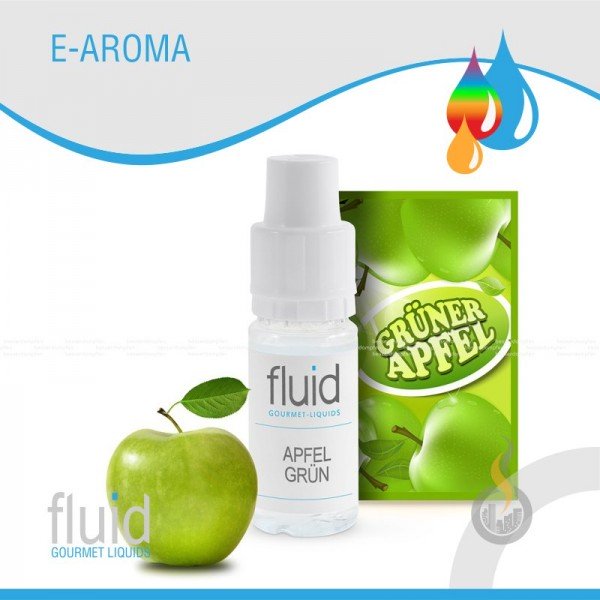 E-AROMA
GRÜNER
APFEL
fluid
GOURMET-LIQUIDS
APFEL
GRÜN
fluid
GOURMET LIQUIDS